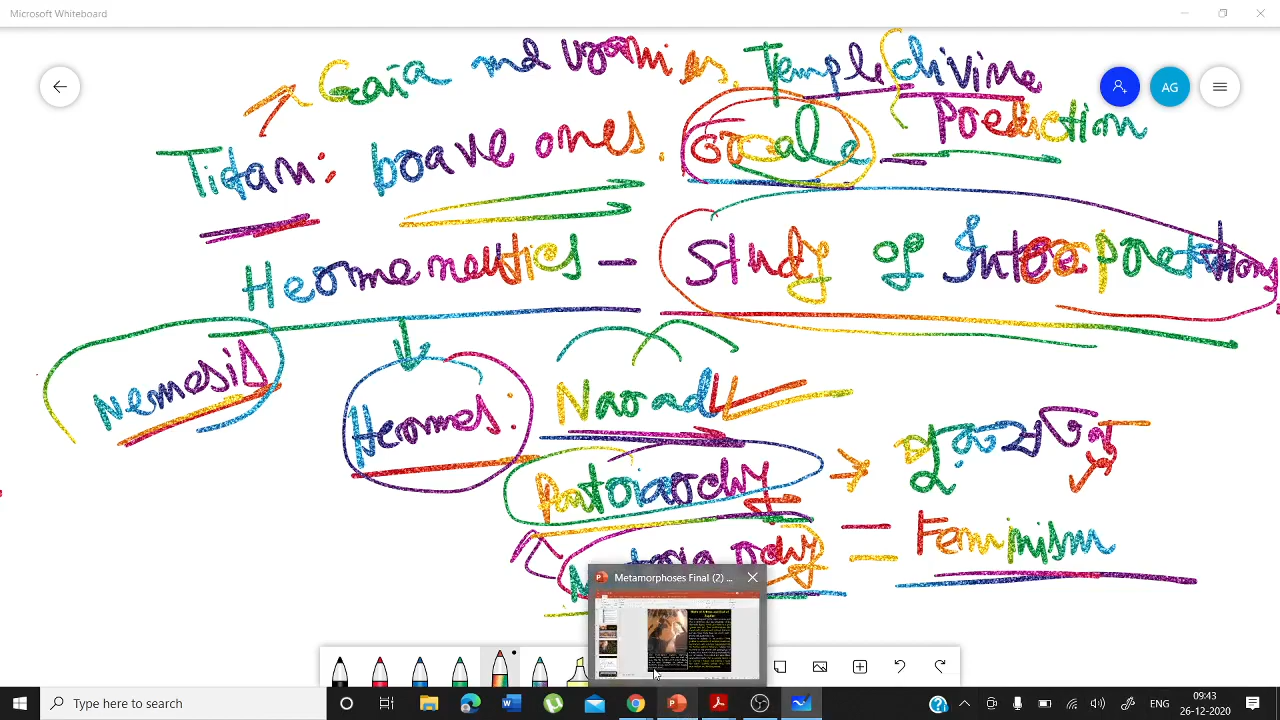 Microsoft Whiteboard
Gaia and uranies, Temple divine
AG
Titan: brave ones. Oracle - Prediction
Hermeneutics - Study of Interpretations
Nemesis
Hermes: Narad
Patriarchy
- Feminism
Metamorphoses Final (2) ...
Type here to search
ENG
09:43
26-12-2020